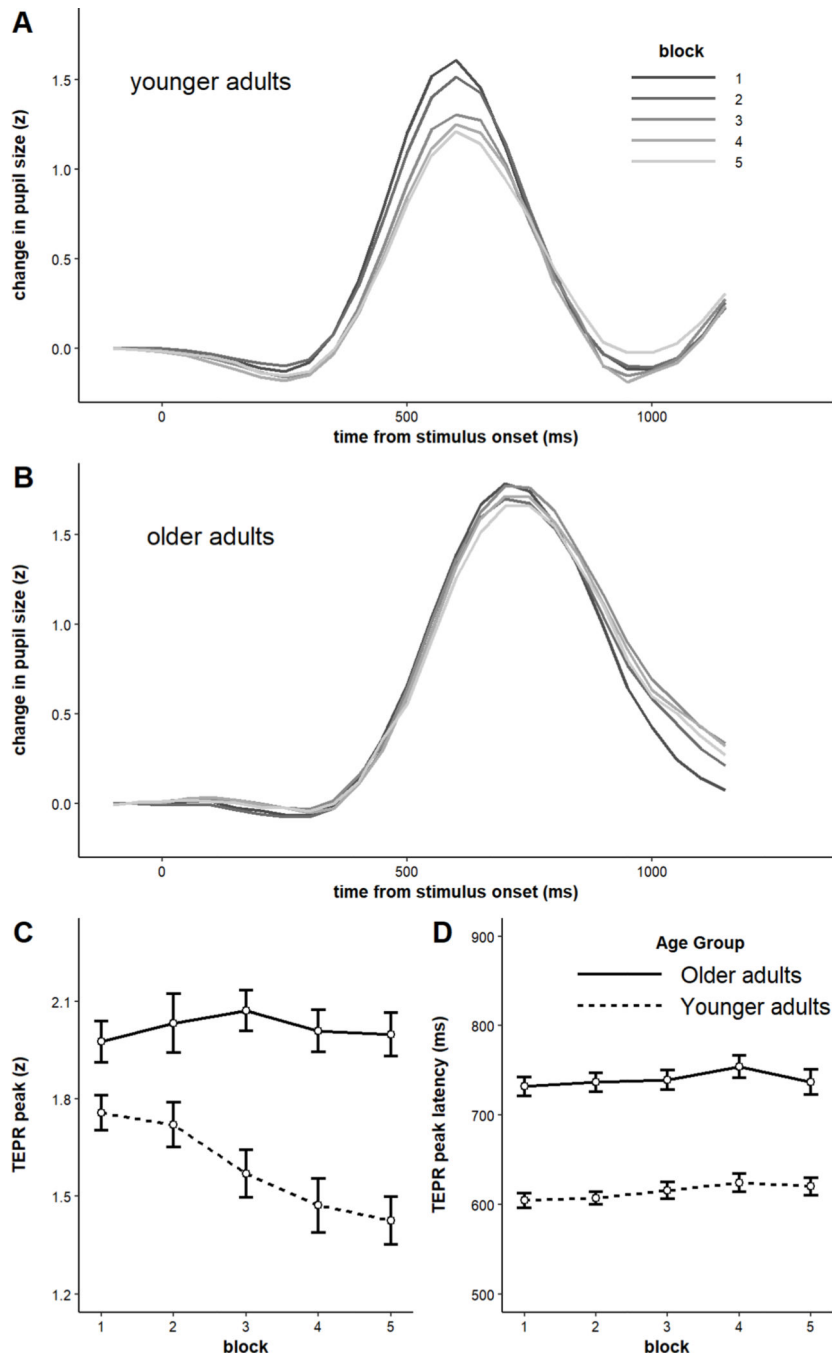 A
younger adults
block
1
2
3
4
5
1.5
1.0
0.5
0.0
change in pupil size (z)
0
500
1000
time from stimulus onset (ms)
B
older adults
1.5
1.0
0.5
0.0
change in pupil size (z)
0
500
1000
time from stimulus onset (ms)
C
2.1
1.8
1.5
1.2
TEPR peak (z)
1
2
3
4
5
block
D
Age Group
Older adults
Younger adults
900
800
700
600
500
TEPR peak latency (ms)
1
2
3
4
5
block